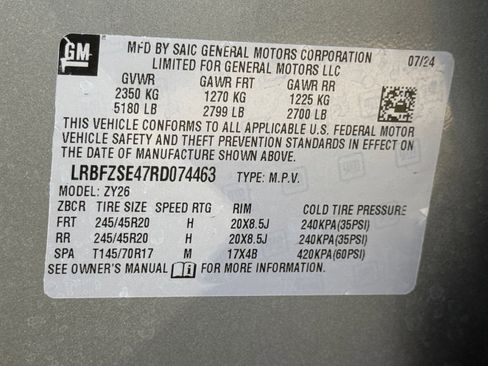 GM
MFD BY SAIC GENERAL MOTORS CORPORATION 07/24
LIMITED FOR GENERAL MOTORS LLC
GVWR GAWR FRT GAWR RR
2350 KG 1270 KG 1225 KG
5180 LB 2799 LB 2700 LB
THIS VEHICLE CONFORMS TO ALL APPLICABLE U.S. FEDERAL MOTOR
VEHICLE SAFETY AND THEFT PREVENTION STANDARDS IN EFFECT ON
THE DATE OF MANUFACTURE SHOWN ABOVE.
LRBFZSE47RD074463 TYPE: M.P.V.
MODEL: ZY26
ZBCR TIRE SIZE SPEED RTG RIM COLD TIRE PRESSURE
FRT 245/45R20 H 20X8.5J 240KPA(35PSI)
RR 245/45R20 H 20X8.5J 240KPA(35PSI)
SPA T145/70R17 M 17X4B 420KPA(60PSI)
SEE OWNER'S MANUAL FOR MORE INFORMATION.